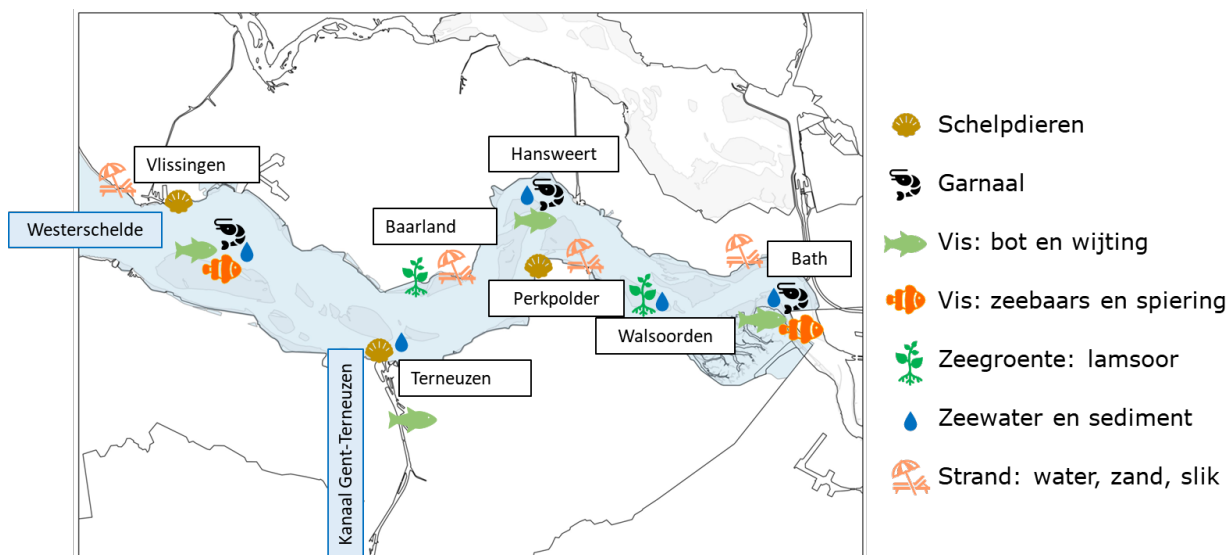 Vlissingen
Hansweert
Westerschelde
Baarland
Bath
Perkpolder
Walsoorden
Terneuzen
Kanaal Gent-Terneuzen
Schelpdieren
Garnaal
Vis: bot en wijting
Vis: zeebaars en spiering
Zeegroente: lamsoor
Zeewater en sediment
Strand: water, zand, slik